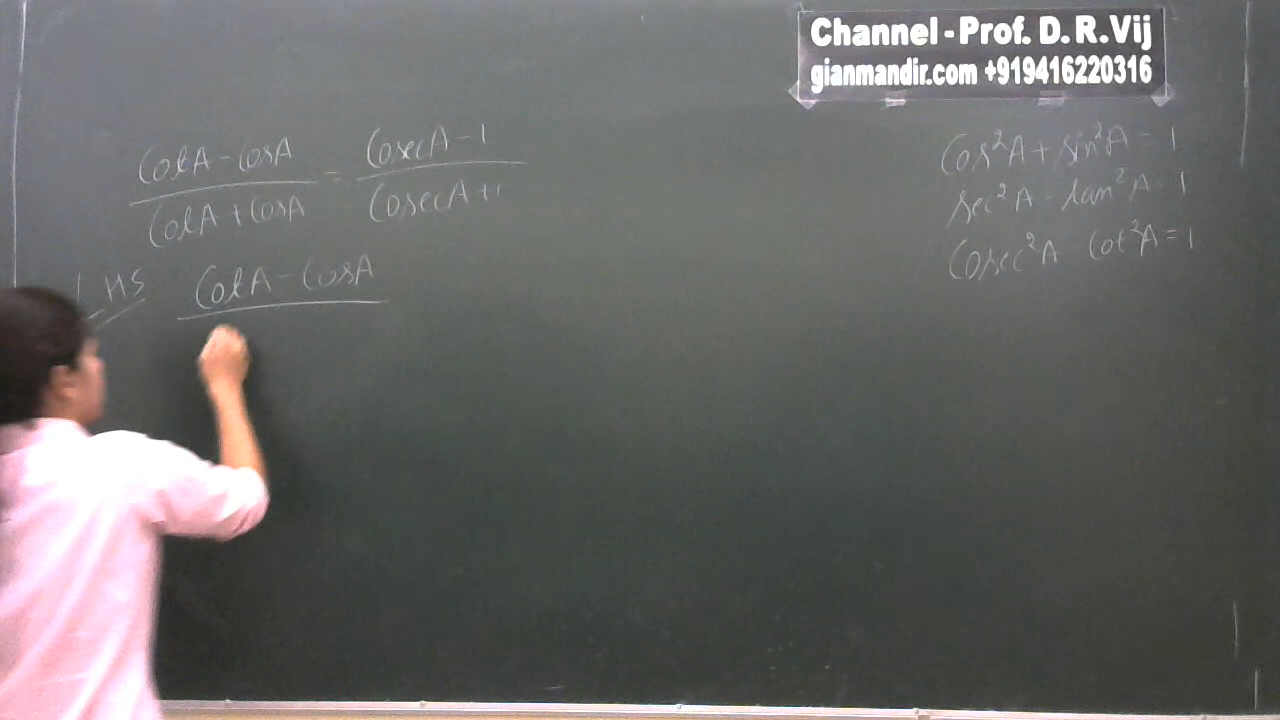 Channel - Prof. D. R. Vij
gianmandir.com +919416220316
CotA - CosA / CotA + CosA = CosecA - 1 / CosecA + 1
LHS CotA - CosA
Cos²A + sin²A = 1
sec²A - tan²A = 1
Cosec²A - Cot²A = 1